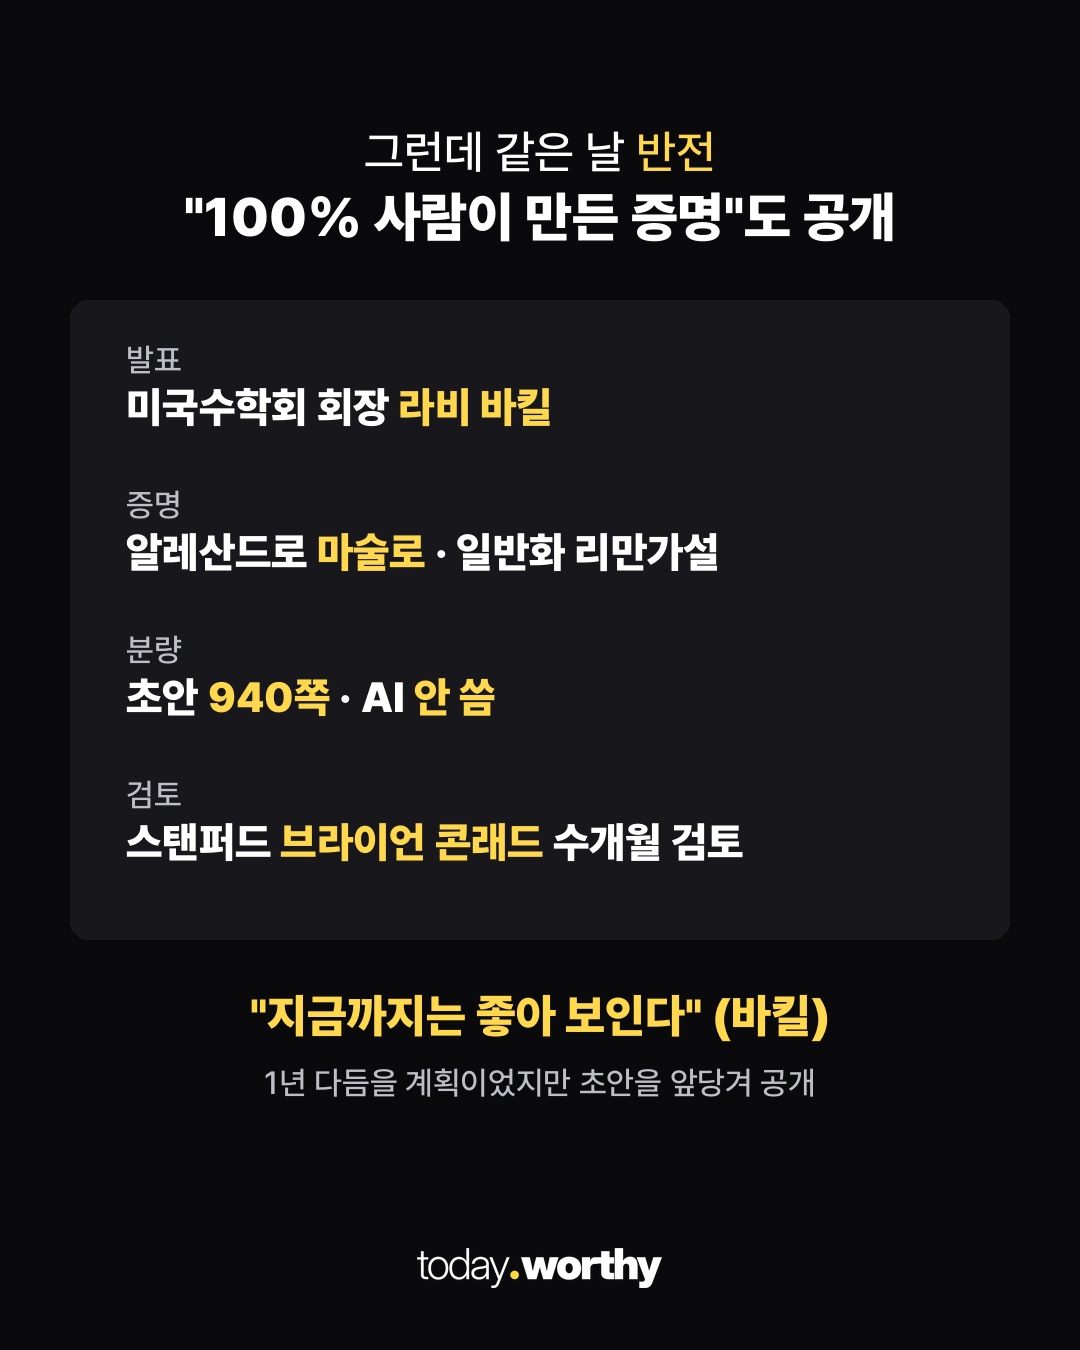 그런데 같은 날 반전
"100% 사람이 만든 증명"도 공개
발표
미국수학회 회장 라비 바킬
증명
알레산드로 마술로 · 일반화 리만가설
분량
초안 940쪽 · AI 안 씀
검토
스탠퍼드 브라이언 콘래드 수개월 검토
"지금까지는 좋아 보인다" (바킬)
1년 다듬을 계획이었지만 초안을 앞당겨 공개
today.worthy